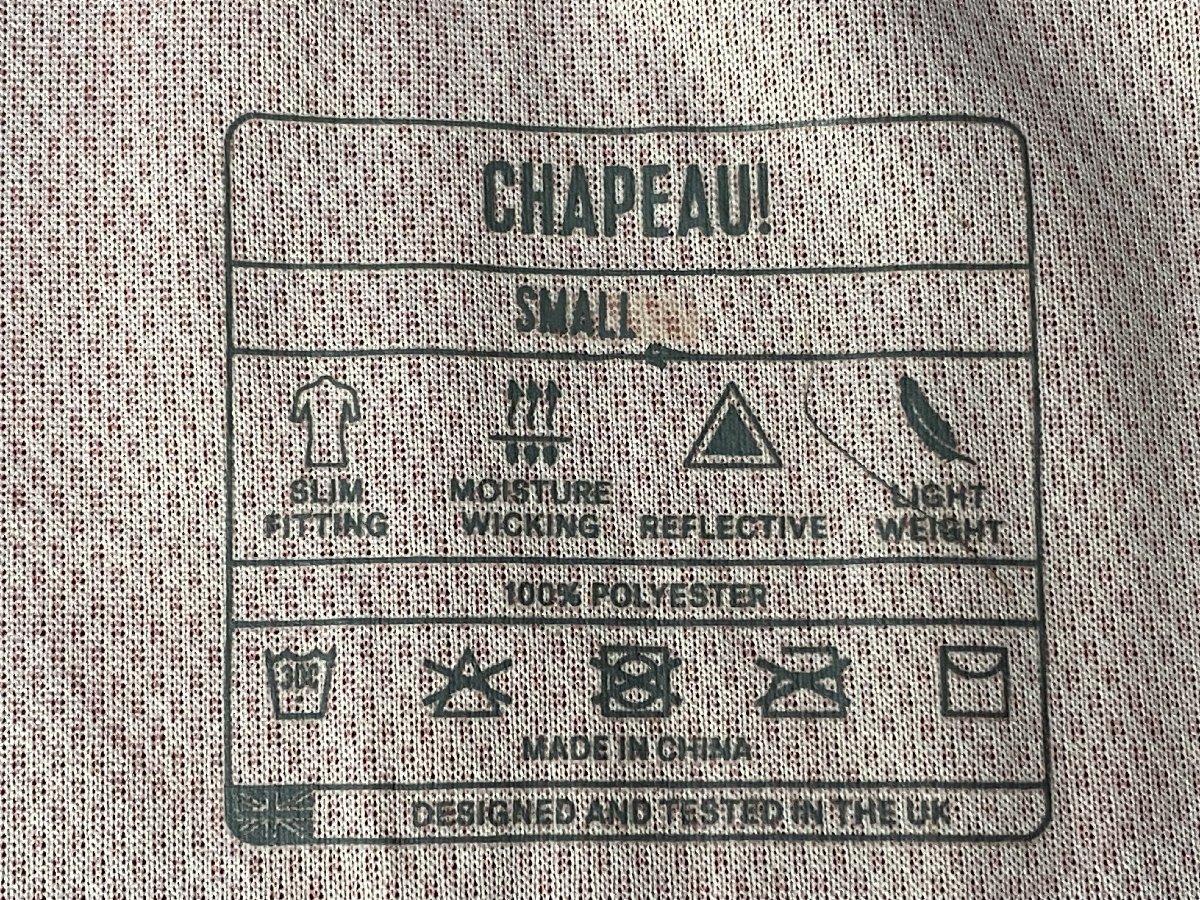 CHAPEAU!
SMALL
SLIM
FITTING
MOISTURE
WICKING
REFLECTIVE
LIGHT
WEIGHT
100% POLYESTER
30C
MADE IN CHINA
DESIGNED AND TESTED IN THE UK